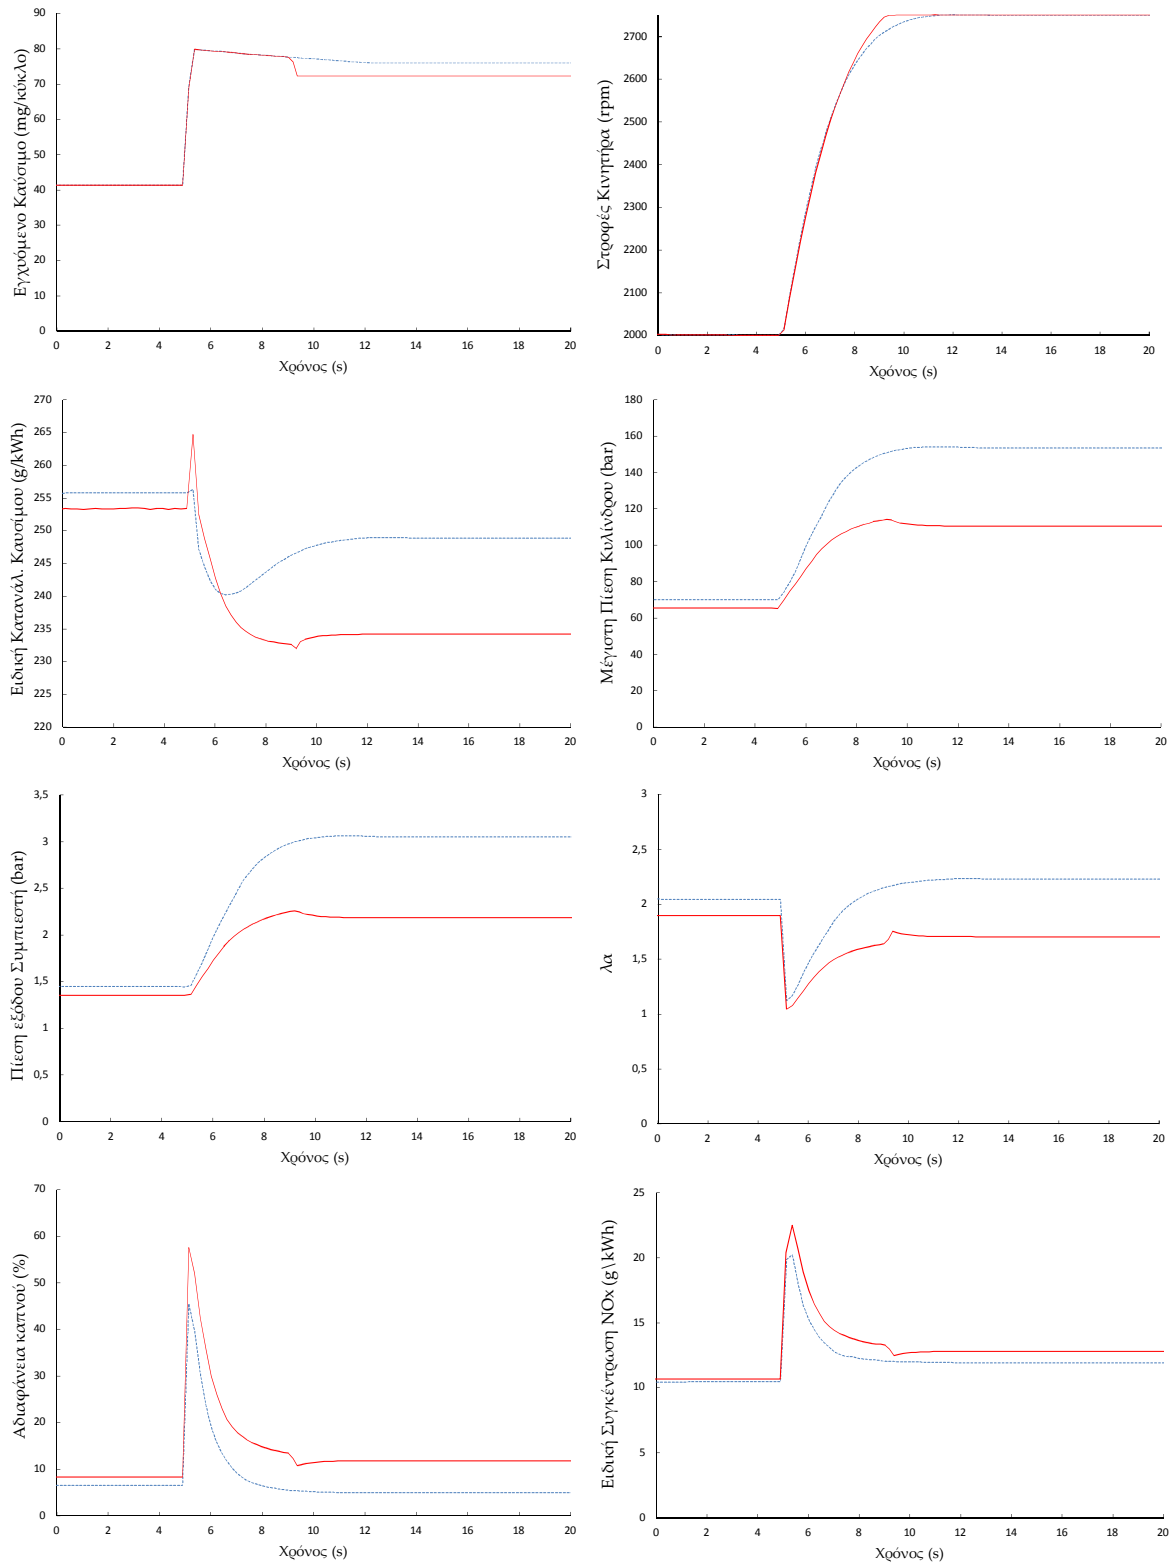 Εγχυόμενο Καύσιμο (mg/κύκλο)
90
80
70
60
50
40
30
20
10
0
0 2 4 6 8 10 12 14 16 18 20
Χρόνος (s)
Στροφές Κινητήρα (rpm)
2700
2600
2500
2400
2300
2200
2100
2000
0 2 4 6 8 10 12 14 16 18 20
Χρόνος (s)
Ειδική Κατανάλ. Καυσίμου (g/kWh)
270
265
260
255
250
245
240
235
230
225
220
0 2 4 6 8 10 12 14 16 18 20
Χρόνος (s)
Μέγιστη Πίεση Κυλίνδρου (bar)
180
160
140
120
100
80
60
40
20
0
0 2 4 6 8 10 12 14 16 18 20
Χρόνος (s)
Πίεση εξόδου Συμπιεστή (bar)
3,5
3
2,5
2
1,5
1
0,5
0
0 2 4 6 8 10 12 14 16 18 20
Χρόνος (s)
λα
3
2,5
2
1,5
1
0,5
0
0 2 4 6 8 10 12 14 16 18 20
Χρόνος (s)
Αδιαφάνεια καπνού (%)
70
60
50
40
30
20
10
0
0 2 4 6 8 10 12 14 16 18 20
Χρόνος (s)
Ειδική Συγκέντρωση NOx (g\kWh)
25
20
15
10
5
0
0 2 4 6 8 10 12 14 16 18 20
Χρόνος (s)